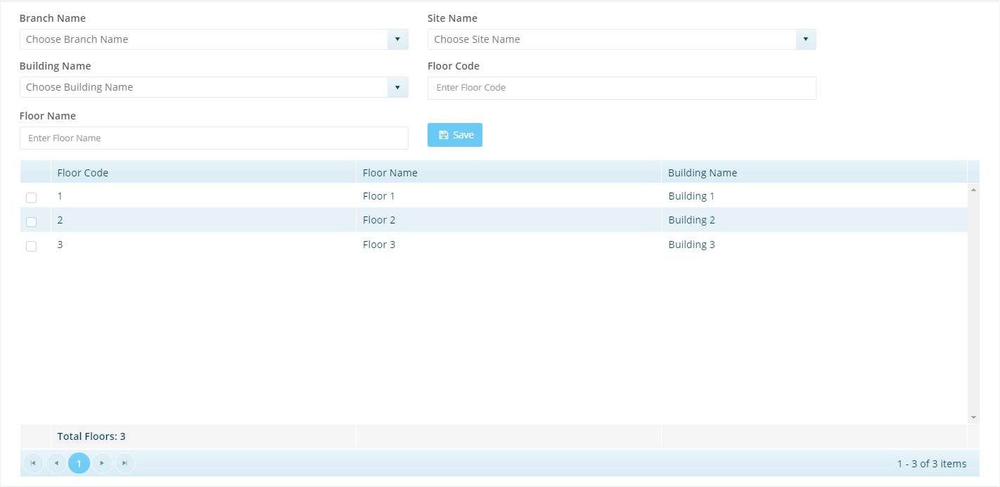 Branch Name
Site Name
Choose Branch Name
Choose Site Name
Building Name
Floor Code
Choose Building Name
Enter Floor Code
Floor Name
Enter Floor Name
Save
Floor Code Floor Name Building Name
1 Floor 1 Building 1
2 Floor 2 Building 2
3 Floor 3 Building 3
Total Floors: 3
1
1 - 3 of 3 items